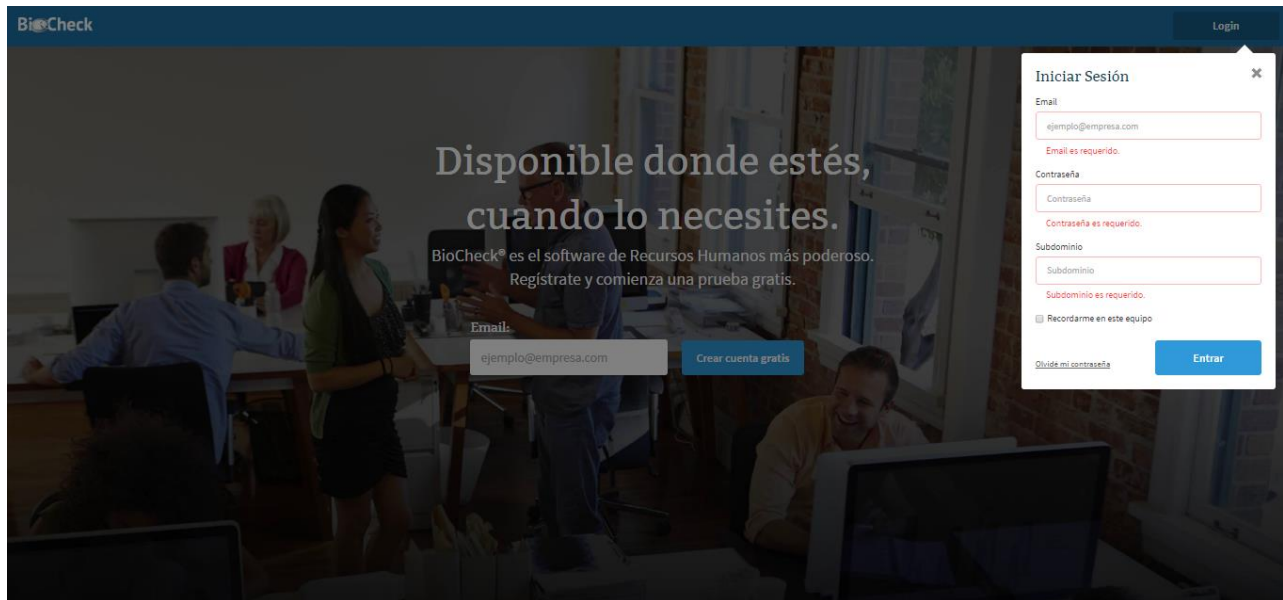 BioCheck
Login
Disponible donde estés,
cuando lo necesites.
BioCheck® es el software de Recursos Humanos más poderoso.
Regístrate y comienza una prueba gratis.
Email:
ejemplo@empresa.com
Crear cuenta gratis
Iniciar Sesión
Email
ejemplo@empresa.com
Email es requerido.
Contraseña
Contraseña
Contraseña es requerido.
Subdominio
Subdominio
Subdominio es requerido.
Recordarme en este equipo
Olvidé mi contraseña
Entrar